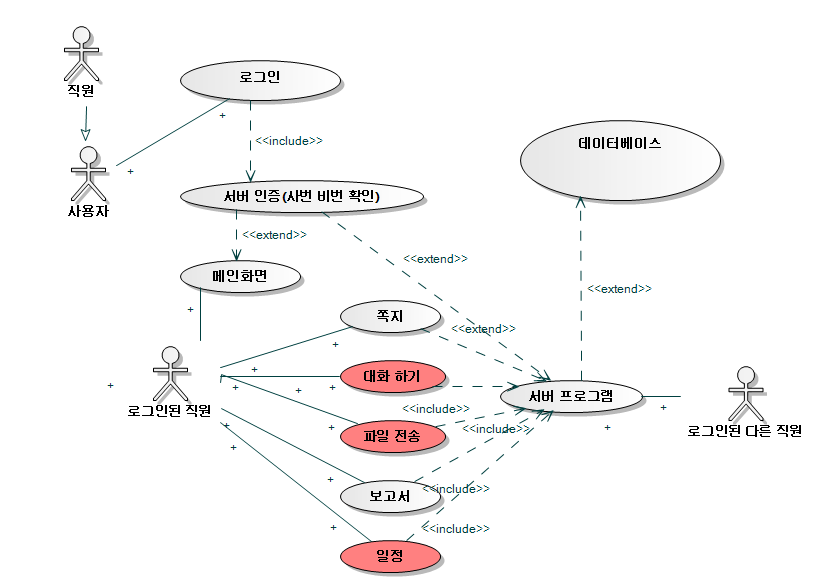 직원
로그인
<<include>>
데이터베이스
사용자
서버 인증(사번 비번 확인)
<<extend>>
<<extend>>
메인화면
<<extend>>
쪽지
<<extend>>
대화 하기
로그인된 직원
<<include>>
서버 프로그램
로그인된 다른 직원
파일 전송
<<include>>
보고서
<<include>>
<<include>>
일정